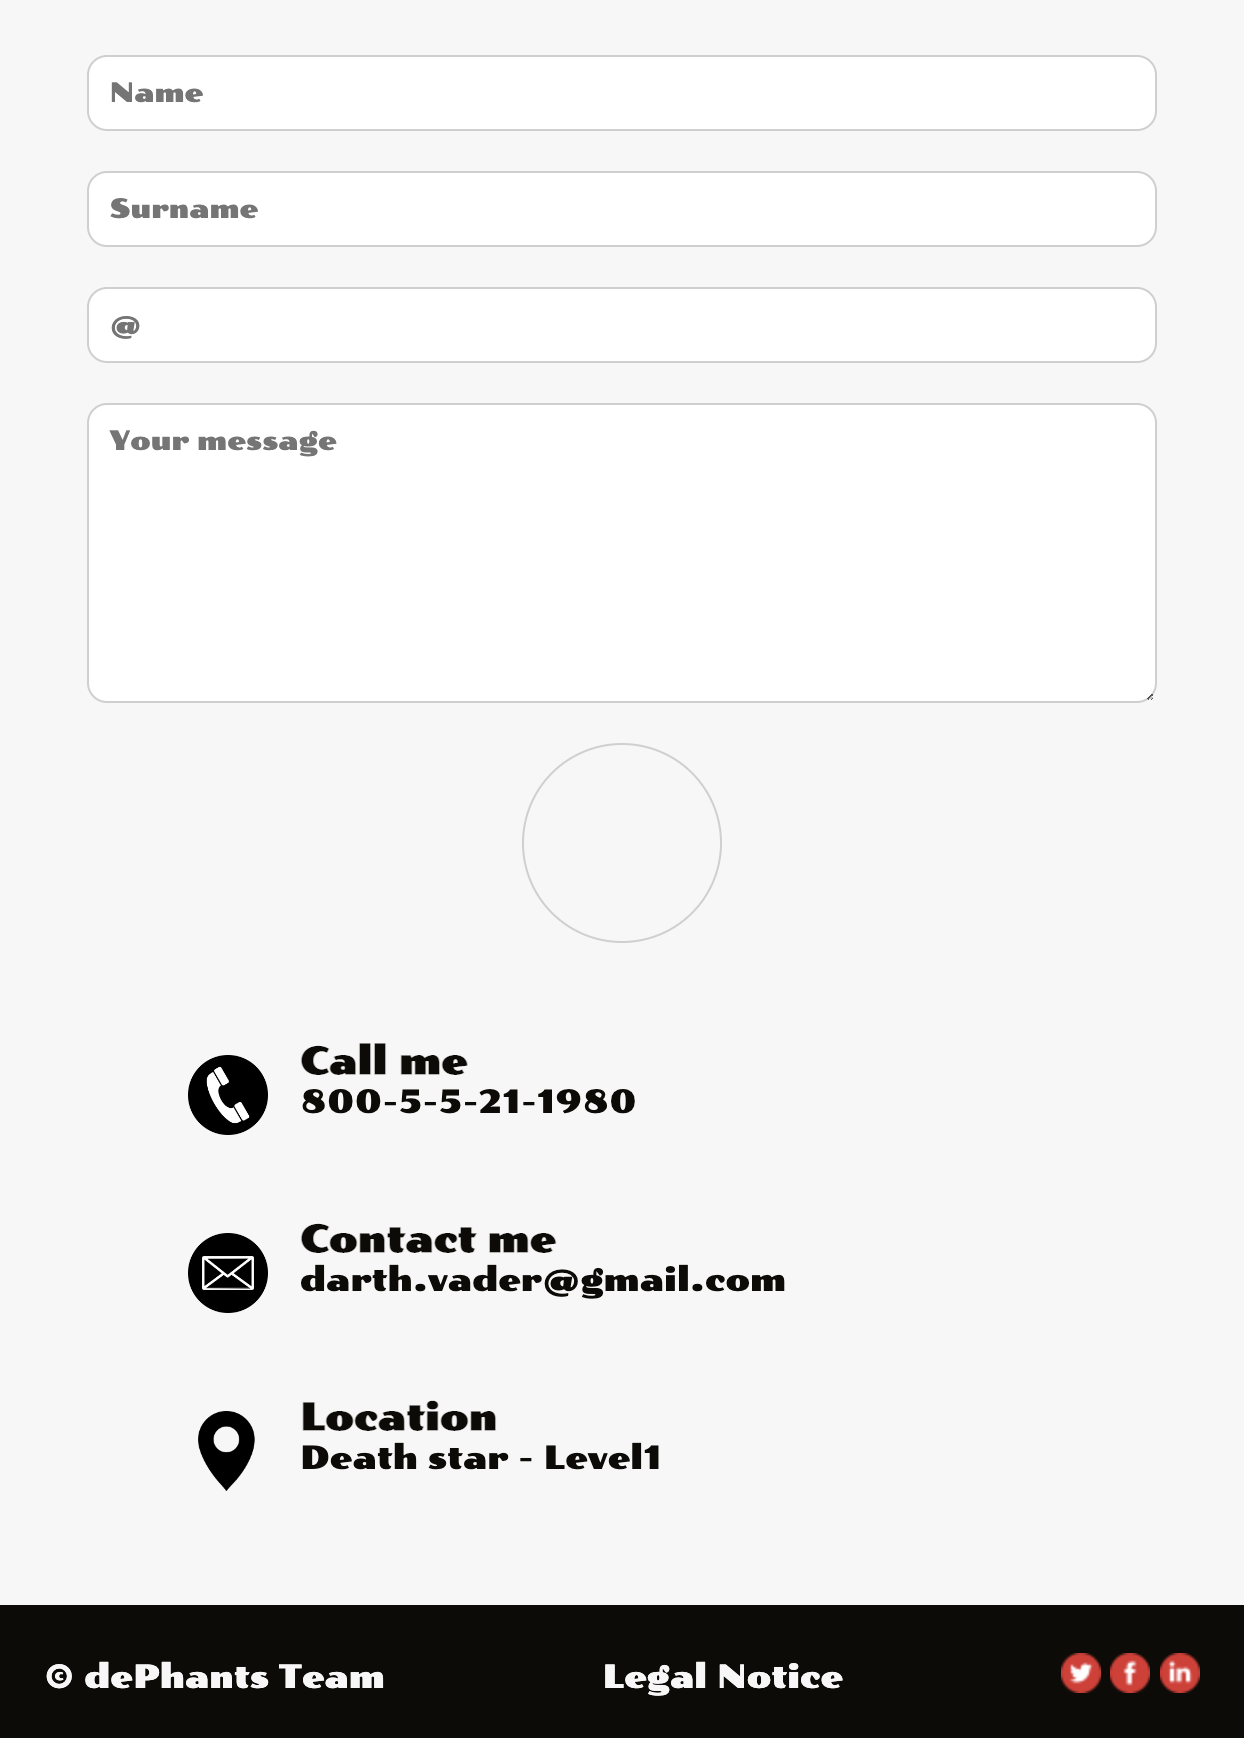 Name
Surname
@
Your message
Call me
800-5-5-21-1980
Contact me
darth.vader@gmail.com
Location
Death star - Level1
© dePhants Team
Legal Notice
f
in